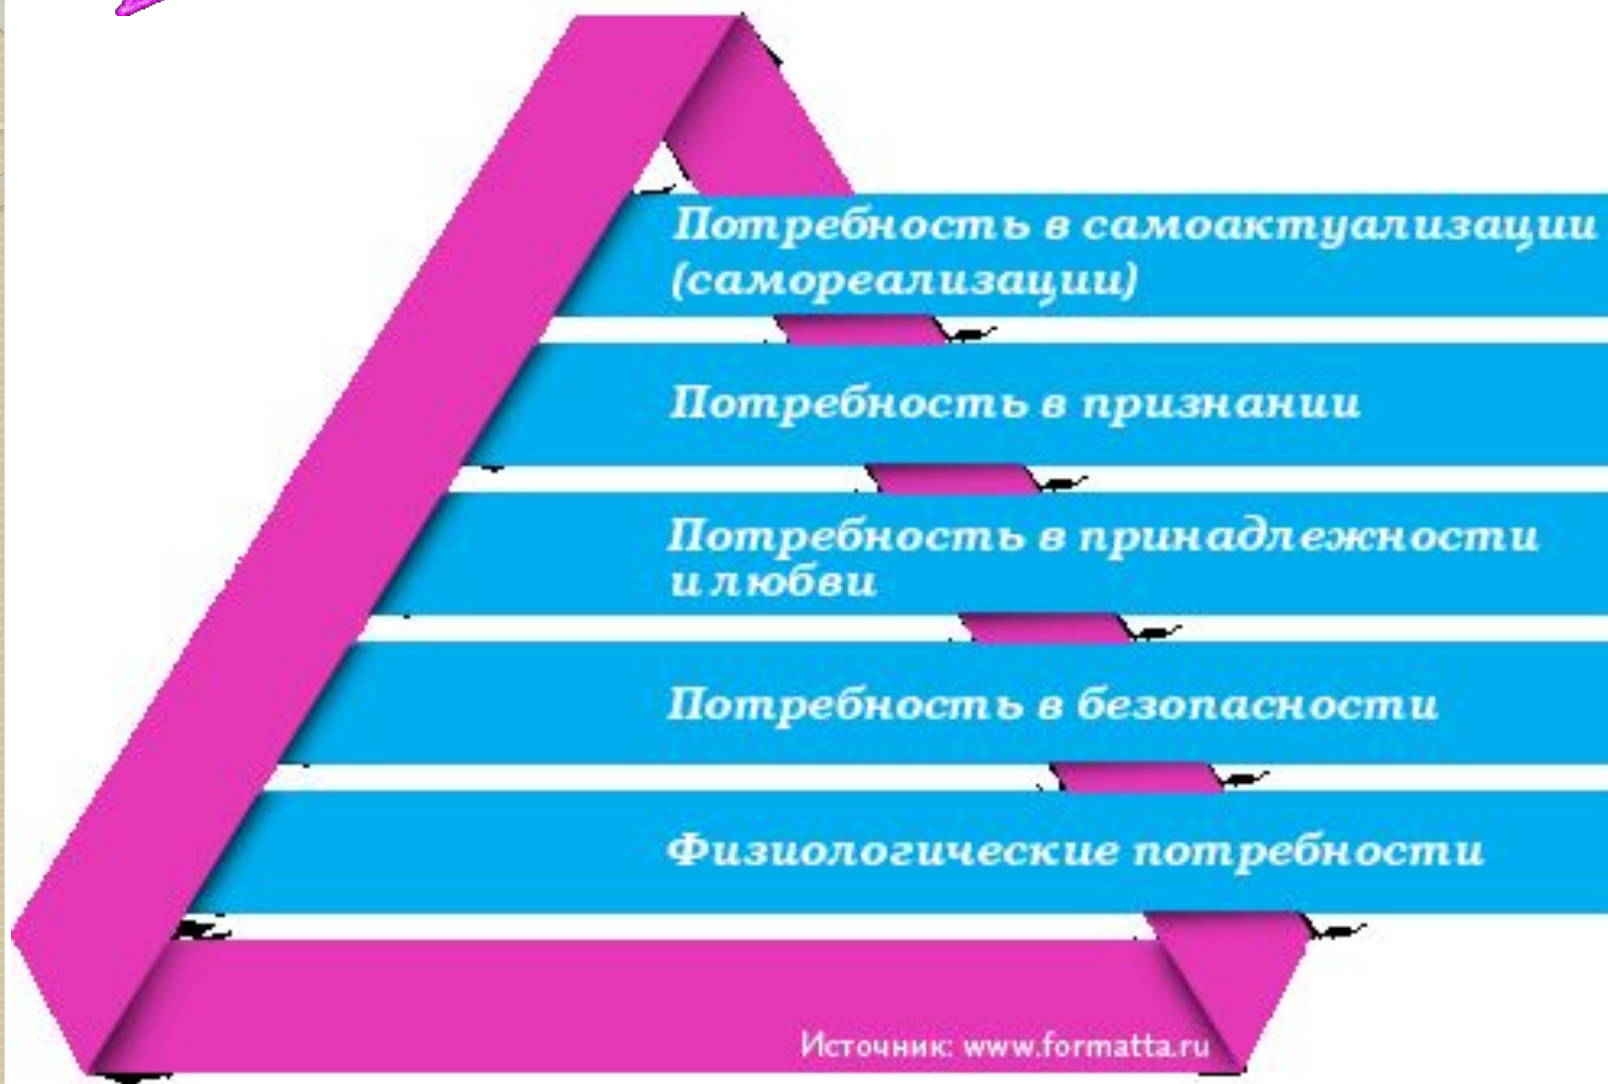 Потребность в самоактуализации
(самореализации)
Потребность в признании
Потребность в принадлежности
и любви
Потребность в безопасности
Физиологические потребности
Источник: www.formatta.ru